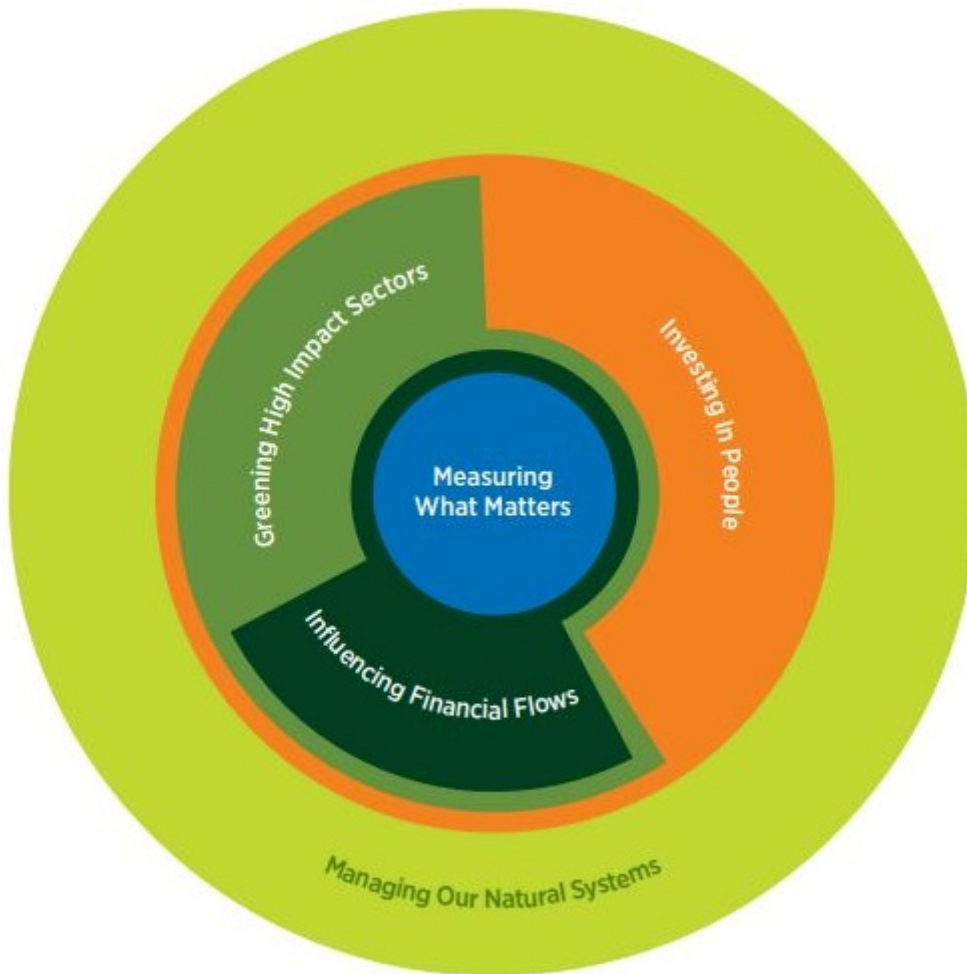 Greening High Impact Sectors
Investing In People
Measuring
What Matters
Influencing Financial Flows
Managing Our Natural Systems